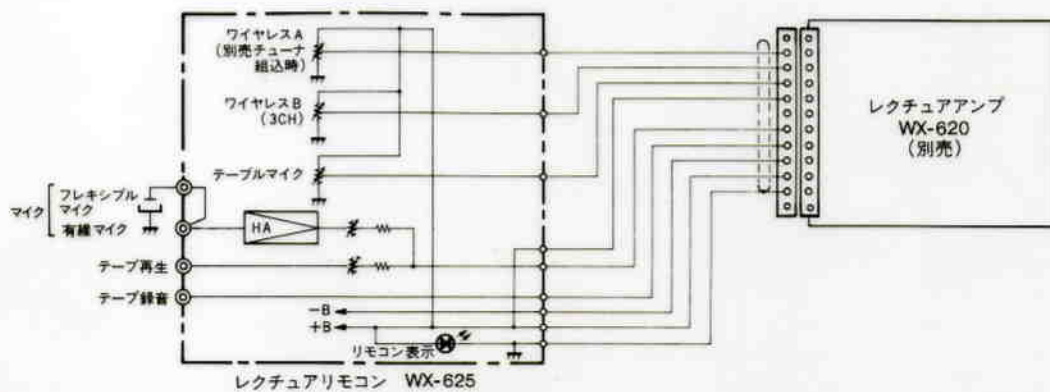 ワイヤレスA
(別売チューナ
組込時)
ワイヤレスB
(3CH)
テーブルマイク
マイク
フレキシブル
マイク
有線マイク
HA
テープ再生
テープ録音
−B
+B
リモコン表示
レクチュアリモコン WX-625
レクチュアアンプ
WX-620
(別売)